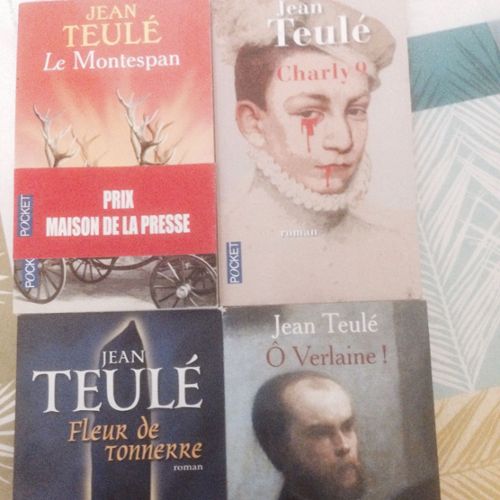 JEAN
TEULÉ
Le Montespan
PRIX
MAISON DE LA PRESSE
POCKET
POCK
Jean
Teulé
Charly 9
roman
POCKET
JEAN
TEULÉ
Fleur de
tonnerre
roman
Jean Teulé
Ô Verlaine !